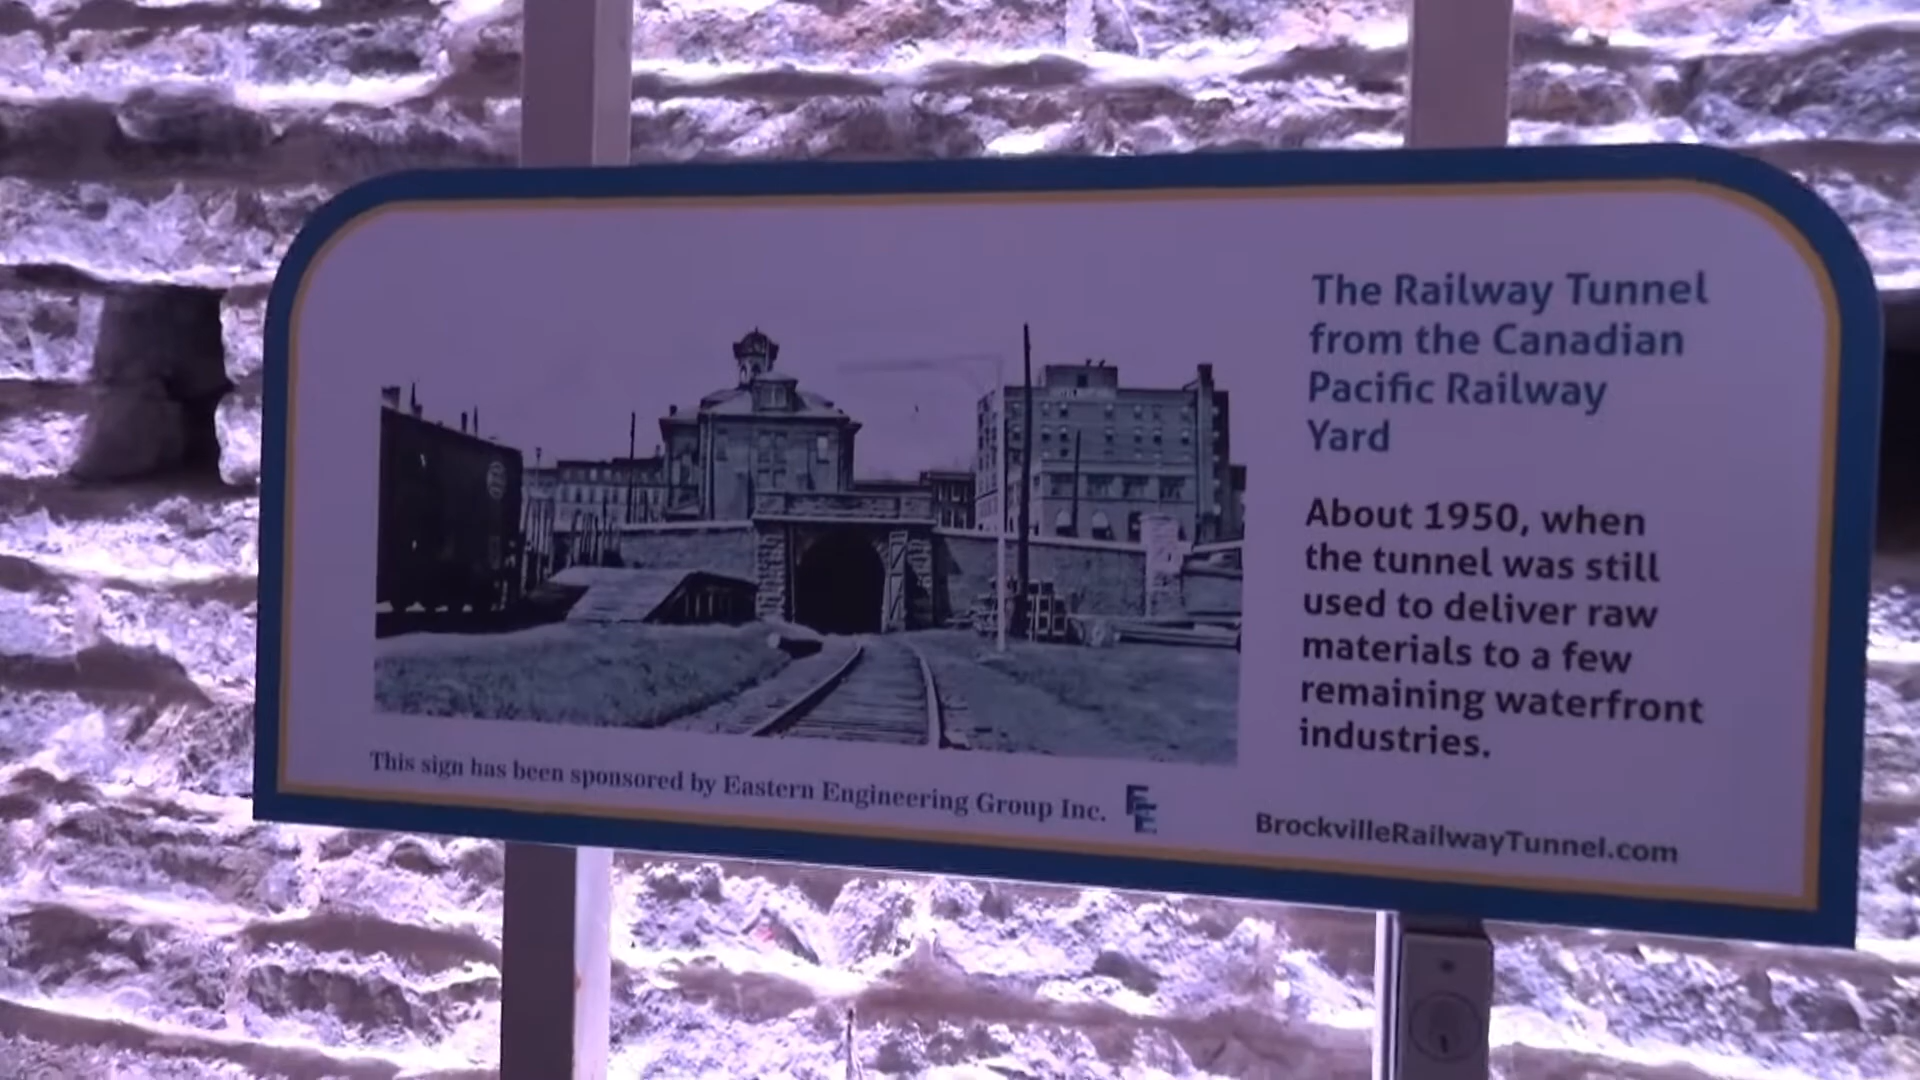 The Railway Tunnel
from the Canadian
Pacific Railway
Yard
About 1950, when
the tunnel was still
used to deliver raw
materials to a few
remaining waterfront
industries.
This sign has been sponsored by Eastern Engineering Group Inc.
BrockvilleRailwayTunnel.com